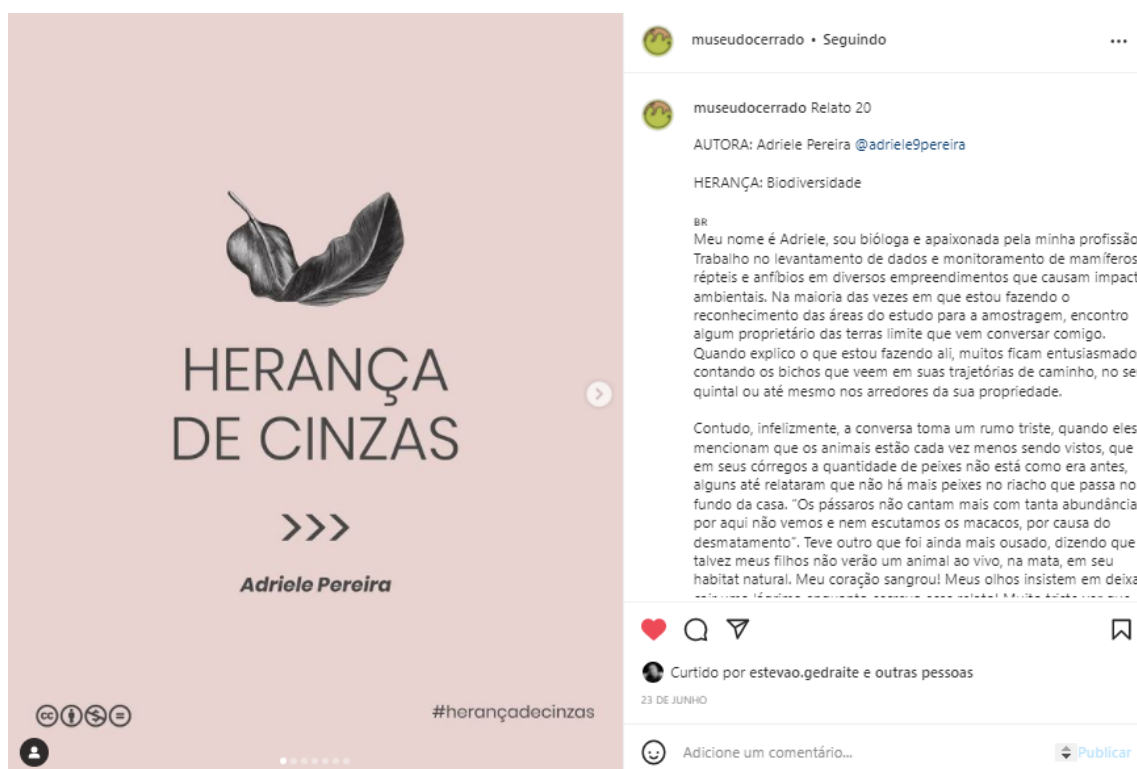 HERANÇA
DE CINZAS
>>>
Adriele Pereira
#herançadecinzas
museudocerrado • Seguindo
museudocerrado Relato 20
AUTORA: Adriele Pereira @adriele9pereira
HERANÇA: Biodiversidade
BR
Meu nome é Adriele, sou bióloga e apaixonada pela minha profissão
Trabalho no levantamento de dados e monitoramento de mamíferos
répteis e anfíbios em diversos empreendimentos que causam impact
ambientais. Na maioria das vezes em que estou fazendo o
reconhecimento das áreas do estudo para a amostragem, encontro
algum proprietário das terras limite que vem conversar comigo.
Quando explico o que estou fazendo ali, muitos ficam entusiasmado
contando os bichos que veem em suas trajetórias de caminho, no se
quintal ou até mesmo nos arredores da sua propriedade.
Contudo, infelizmente, a conversa toma um rumo triste, quando eles
mencionam que os animais estão cada vez menos sendo vistos, que
em seus córregos a quantidade de peixes não está como era antes,
alguns até relataram que não há mais peixes no riacho que passa no
fundo da casa. "Os pássaros não cantam mais com tanta abundância
por aqui não vemos e nem escutamos os macacos, por causa do
desmatamento". Teve outro que foi ainda mais ousado, dizendo que
talvez meus filhos não verão um animal ao vivo, na mata, em seu
habitat natural. Meu coração sangrou! Meus olhos insistem em deixa
Curtido por estevao.gedraite e outras pessoas
23 DE JUNHO
Adicione um comentário...
Publicar